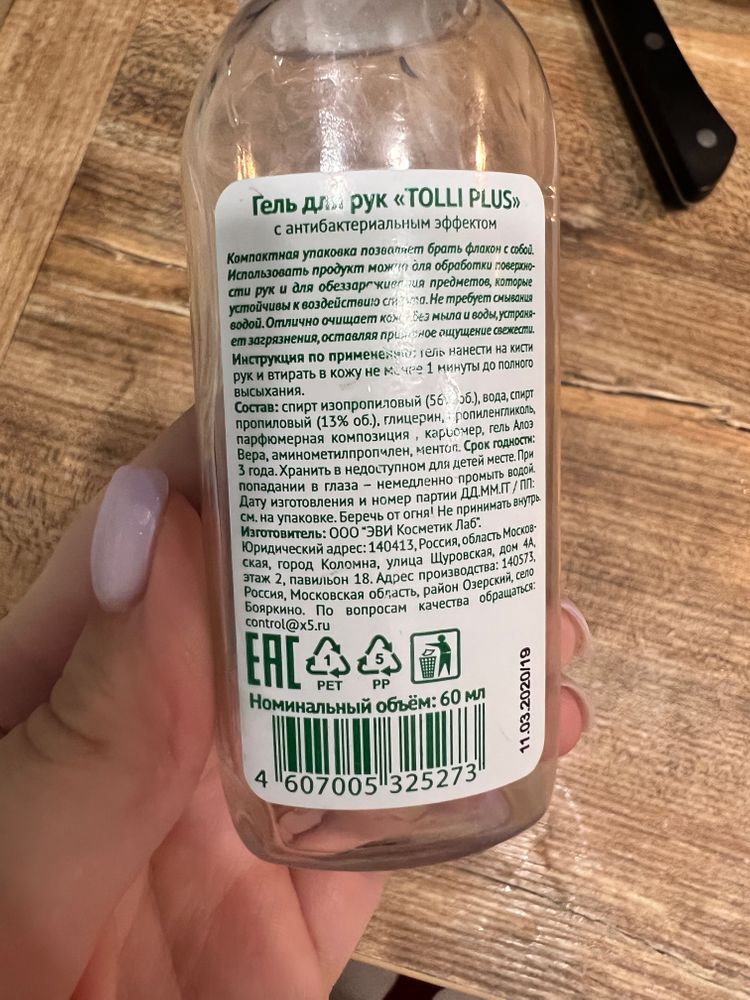 Гель для рук «TOLLI PLUS»
с антибактериальным эффектом
Компактная упаковка позволяет брать флакон с собой.
Использовать продукт можно для обработки поверхно-
сти рук и для обеззараживания предметов, которые
устойчивы к воздействию спирта. Не требует смывания
водой. Отлично очищает кожу без мыла и воды, устраня-
ет загрязнения, оставляя приятное ощущение свежести.
Инструкция по применению: гель нанести на кисти
рук и втирать в кожу не менее 1 минуты до полного
высыхания.
Состав: спирт изопропиловый (56% об.), вода, спирт
пропиловый (13% об.), глицерин, пропиленгликоль,
парфюмерная композиция , карбомер, гель Алоэ
Вера, аминометилпропилен, ментол. Срок годности:
3 года. Хранить в недоступном для детей месте. При
попадании в глаза – немедленно промыть водой.
Дату изготовления и номер партии ДД.ММ.ГГ / ПП:
см. на упаковке. Беречь от огня! Не принимать внутрь.
Изготовитель: ООО "ЭВИ Косметик Лаб".
Юридический адрес: 140413, Россия, область Москов-
ская, город Коломна, улица Щуровская, дом 4А,
этаж 2, павильон 18. Адрес производства: 140573,
Россия, Московская область, район Озерский, село
Бояркино. По вопросам качества обращаться:
control@x5.ru
EAC 1 5
PET PP
Номинальный объём: 60 мл
11.03.2020/19
4 607005 325273